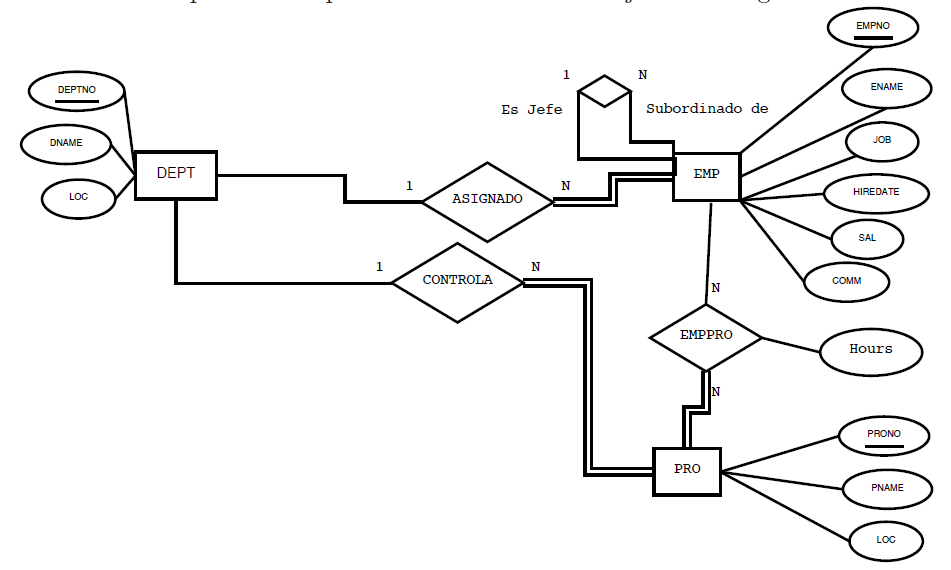 EMPNO
1
N
DEPTNO
ENAME
Es Jefe
Subordinado de
DNAME
JOB
DEPT
EMP
1
N
HIREDATE
LOC
ASIGNADO
SAL
1
N
CONTROLA
COMM
N
EMPPRO
Hours
N
PRONO
PRO
PNAME
LOC